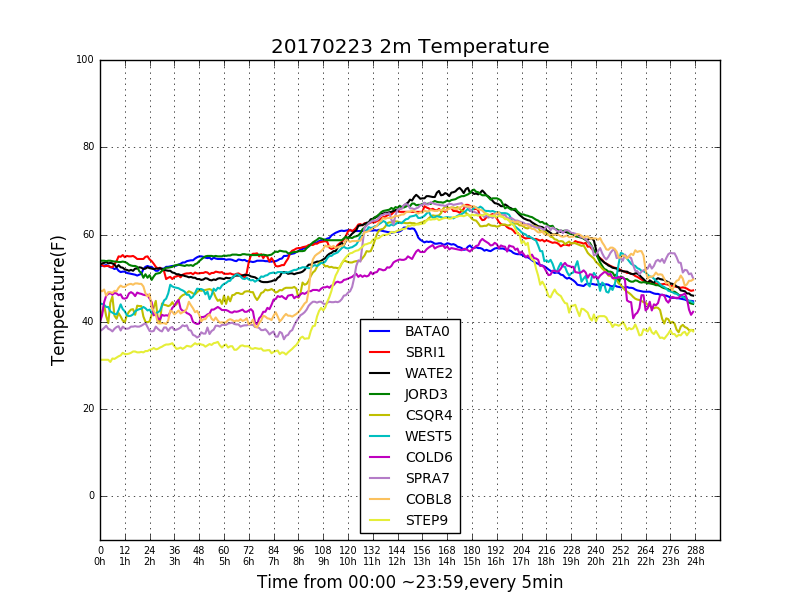 20170223 2m Temperature
100
80
60
40
20
0
Temperature(F)
BATA0
SBRI1
WATE2
JORD3
CSQR4
WEST5
COLD6
SPRA7
COBL8
STEP9
0 12 24 36 48 60 72 84 96 108 120 132 144 156 168 180 192 204 216 228 240 252 264 276 288
0h 1h 2h 3h 4h 5h 6h 7h 8h 9h 10h 11h 12h 13h 14h 15h 16h 17h 18h 19h 20h 21h 22h 23h 24h
Time from 00:00 ~23:59,every 5min